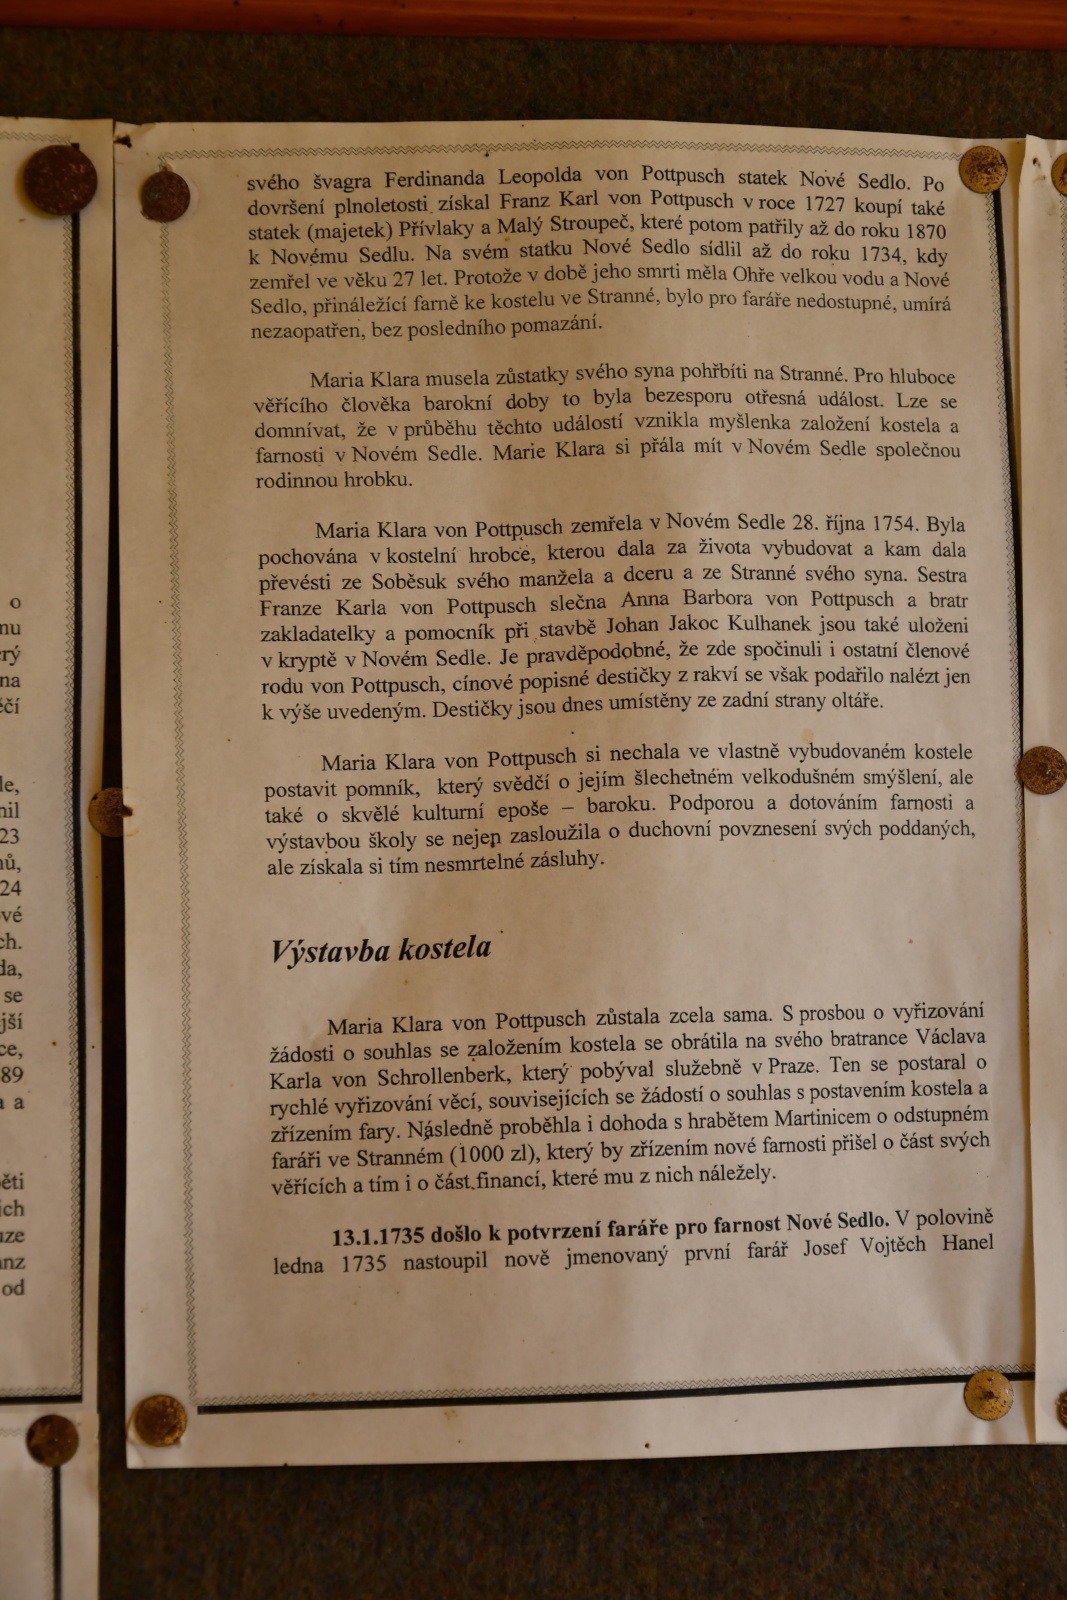 svého švagra Ferdinanda Leopolda von Pottpusch statek Nové Sedlo. Po
dovršení plnoletosti získal Franz Karl von Pottpusch v roce 1727 koupí také
statek (majetek) Přívlaky a Malý Stroupeč, které potom patřily až do roku 1870
k Novému Sedlu. Na svém statku Nové Sedlo sídlil až do roku 1734, kdy
zemřel ve věku 27 let. Protože v době jeho smrti měla Ohře velkou vodu a Nové
Sedlo, přináležící farně ke kostelu ve Stranné, bylo pro faráře nedostupné, umírá
nezaopatřen, bez posledního pomazání.
Maria Klara musela zůstatky svého syna pohřbíti na Stranné. Pro hluboce
věřícího člověka barokní doby to byla bezesporu otřesná událost. Lze se
domnívat, že v průběhu těchto událostí vznikla myšlenka založení kostela a
farnosti v Novém Sedle. Marie Klara si přála mít v Novém Sedle společnou
rodinnou hrobku.
Maria Klara von Pottpusch zemřela v Novém Sedle 28. října 1754. Byla
pochována v kostelní hrobce, kterou dala za života vybudovat a kam dala
převésti ze Soběsuk svého manžela a dceru a ze Stranné svého syna. Sestra
Franze Karla von Pottpusch slečna Anna Barbora von Pottpusch a bratr
zakladatelky a pomocník při stavbě Johan Jakoc Kulhanek jsou také uloženi
v kryptě v Novém Sedle. Je pravděpodobné, že zde spočinuli i ostatní členové
rodu von Pottpusch, cínové popisné destičky z rakví se však podařilo nalézt jen
k výše uvedeným. Destičky jsou dnes umístěny ze zadní strany oltáře.
Maria Klara von Pottpusch si nechala ve vlastně vybudovaném kostele
postavit pomník, který svědčí o jejím šlechetném velkodušném smýšlení, ale
také o skvělé kulturní epoše – baroku. Podporou a dotováním farnosti a
výstavbou školy se nejen zasloužila o duchovní povznesení svých poddaných,
ale získala si tím nesmrtelné zásluhy.
Výstavba kostela
Maria Klara von Pottpusch zůstala zcela sama. S prosbou o vyřizování
žádosti o souhlas se založením kostela se obrátila na svého bratrance Václava
Karla von Schrollenberk, který pobýval služebně v Praze. Ten se postaral o
rychlé vyřizování věcí, souvisejících se žádostí o souhlas s postavením kostela a
zřízením fary. Následně proběhla i dohoda s hrabětem Martinicem o odstupném
faráři ve Stranném (1000 zl), který by zřízením nové farnosti přišel o část svých
věřících a tím i o část financí, které mu z nich náležely.
13.1.1735 došlo k potvrzení faráře pro farnost Nové Sedlo. V polovině
ledna 1735 nastoupil nově jmenovaný první farář Josef Vojtěch Hanel